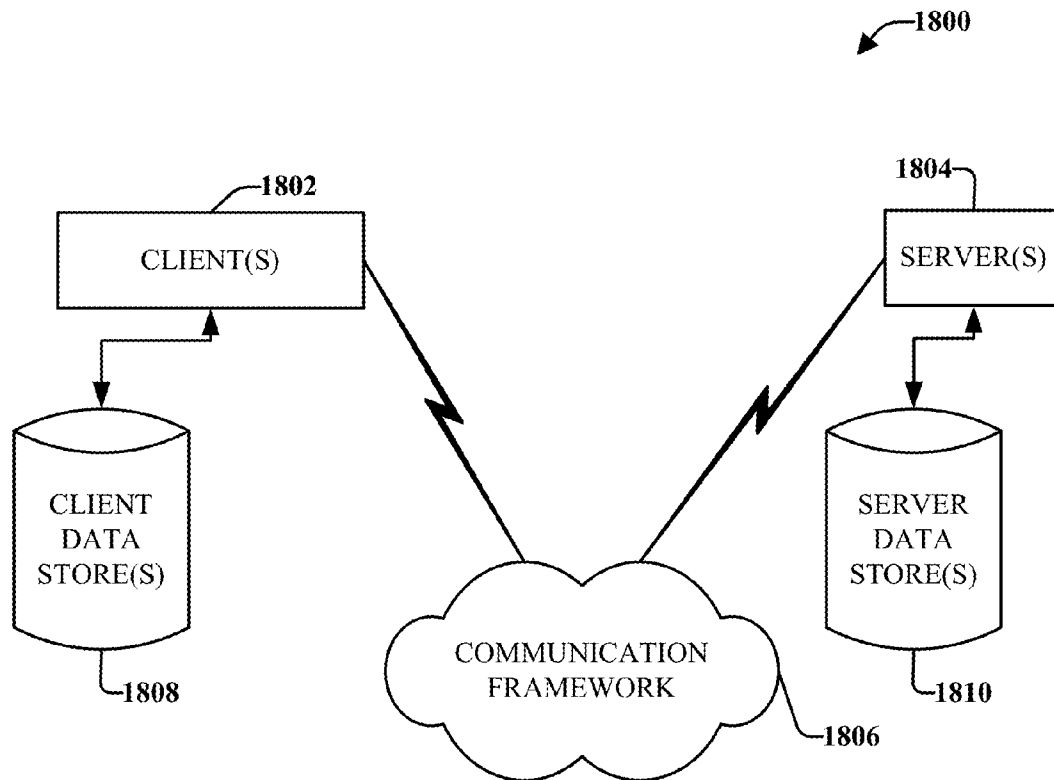 1800
1802
1804
CLIENT(S)
SERVER(S)
CLIENT
DATA
STORE(S)
SERVER
DATA
STORE(S)
COMMUNICATION
FRAMEWORK
1808
1810
1806